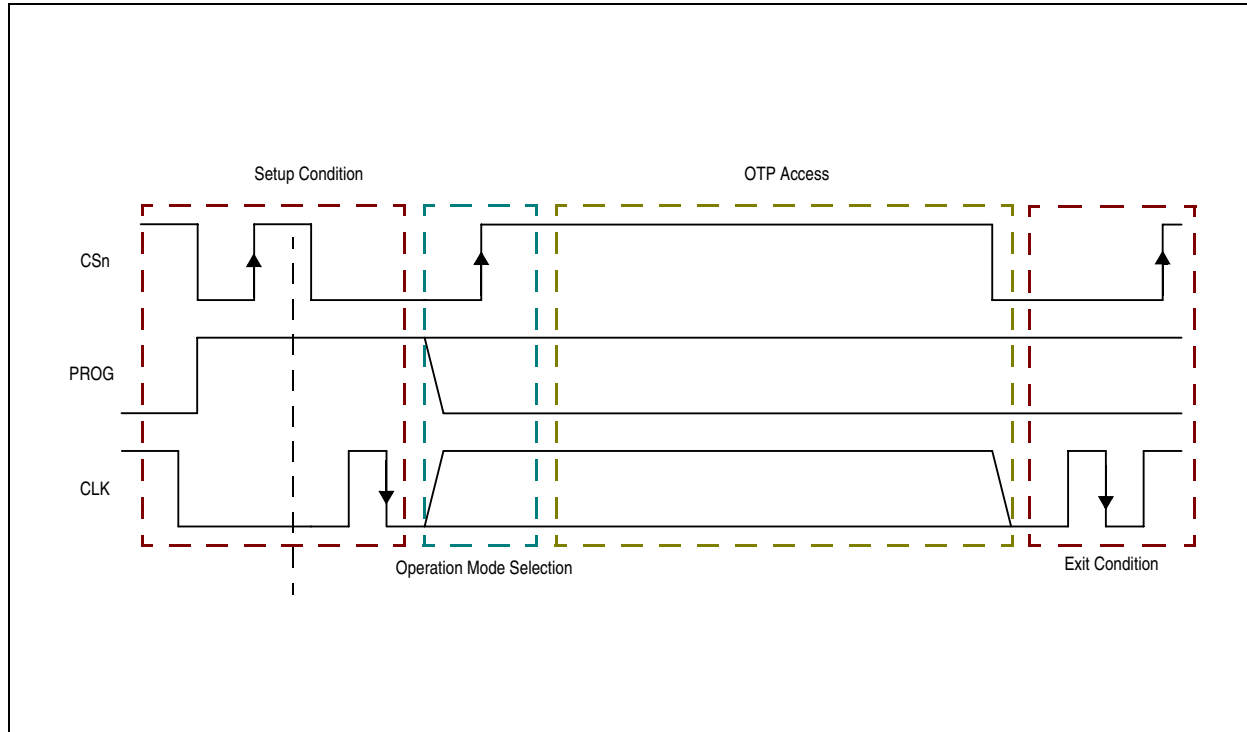 Setup Condition
OTP Access
CSn
PROG
CLK
Operation Mode Selection
Exit Condition